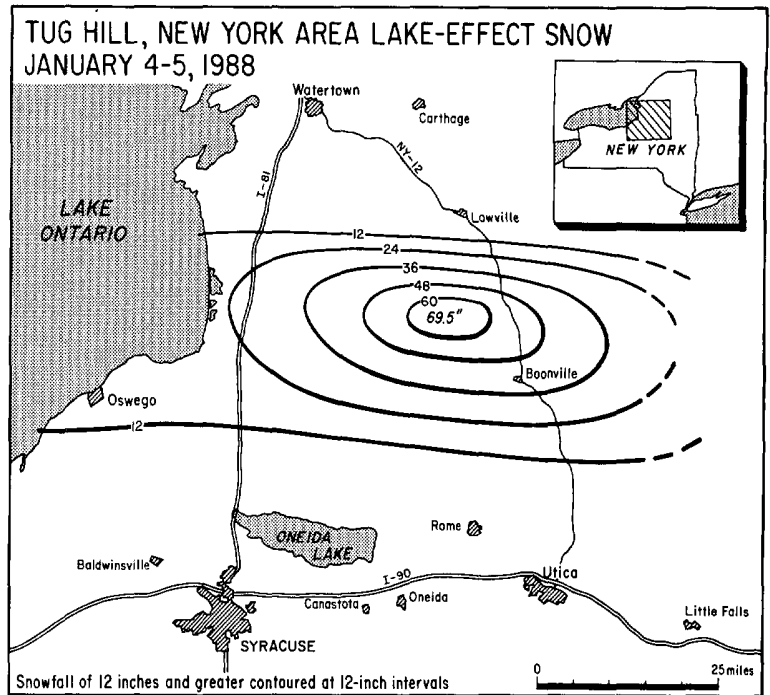 TUG HILL, NEW YORK AREA LAKE-EFFECT SNOW
JANUARY 4-5, 1988
Watertown
Carthage
NEW YORK
NY-12
I-81
LAKE
ONTARIO
Lowville
12
24
36
48
60
69.5"
Boonville
Oswego
12
ONEIDA
LAKE
Rome
Baldwinsville
I-90
Utica
Canastota
Oneida
Little Falls
SYRACUSE
Snowfall of 12 inches and greater contoured at 12-inch intervals
0
25 miles